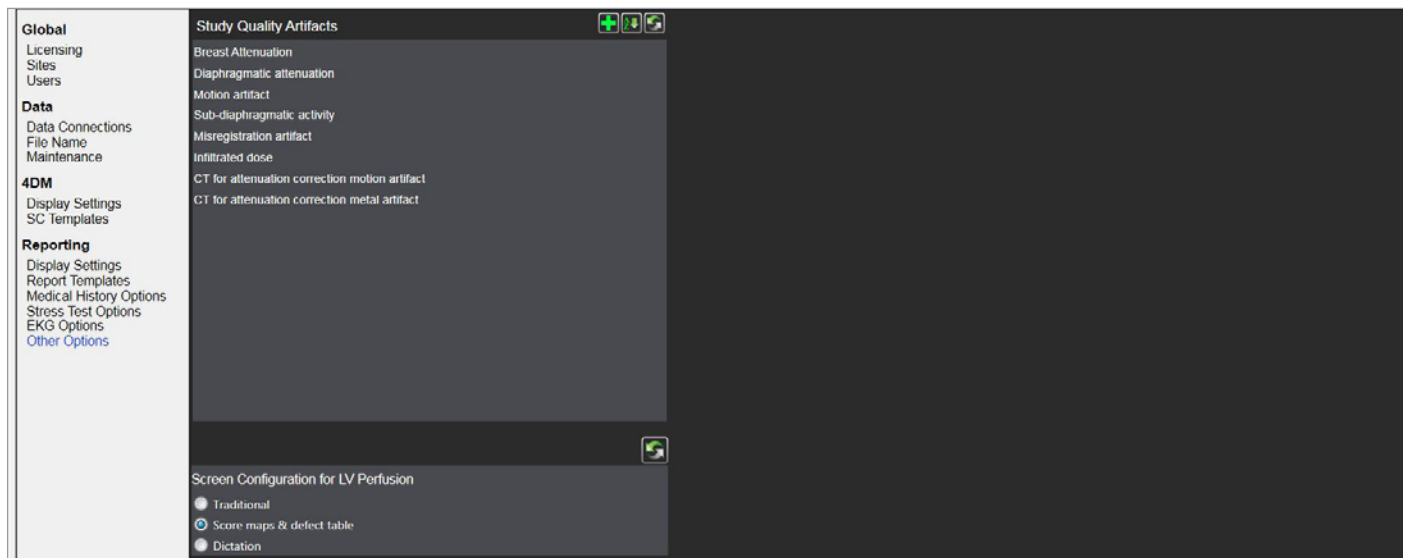 Global
Licensing
Sites
Users
Data
Data Connections
File Name
Maintenance
4DM
Display Settings
SC Templates
Reporting
Display Settings
Report Templates
Medical History Options
Stress Test Options
EKG Options
Other Options
Study Quality Artifacts
Breast Attenuation
Diaphragmatic attenuation
Motion artifact
Sub-diaphragmatic activity
Misregistration artifact
Infiltrated dose
CT for attenuation correction motion artifact
CT for attenuation correction metal artifact
Screen Configuration for LV Perfusion
Traditional
Score maps & defect table
Dictation